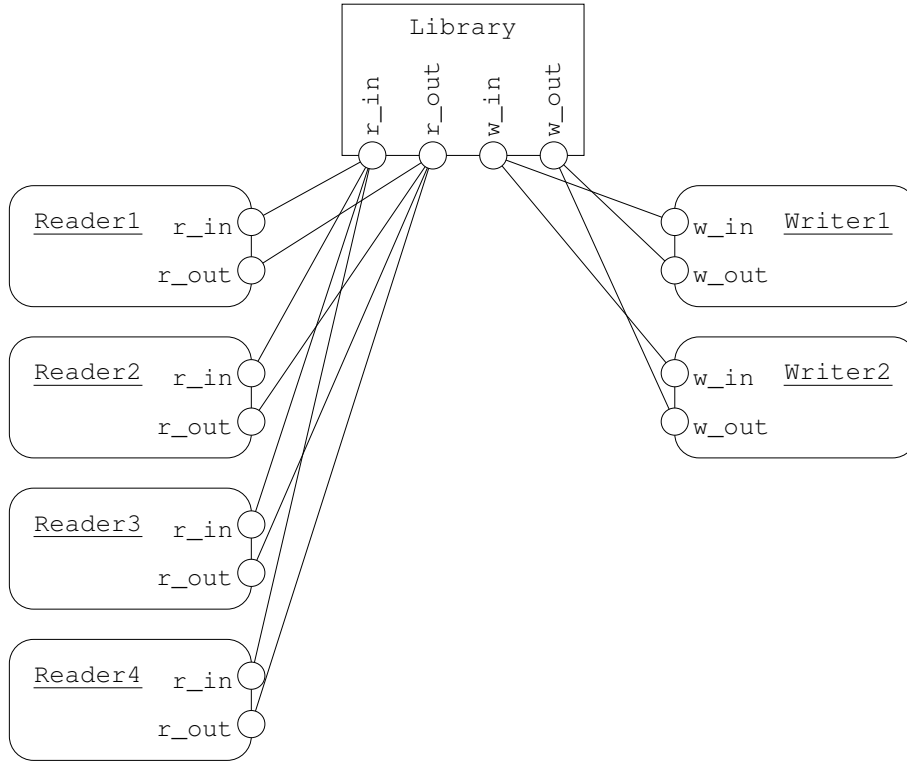 Library
r_in
r_out
w_in
w_out
Reader1
r_in
r_out
Writer1
w_in
w_out
Reader2
r_in
r_out
Writer2
w_in
w_out
Reader3
r_in
r_out
Reader4
r_in
r_out